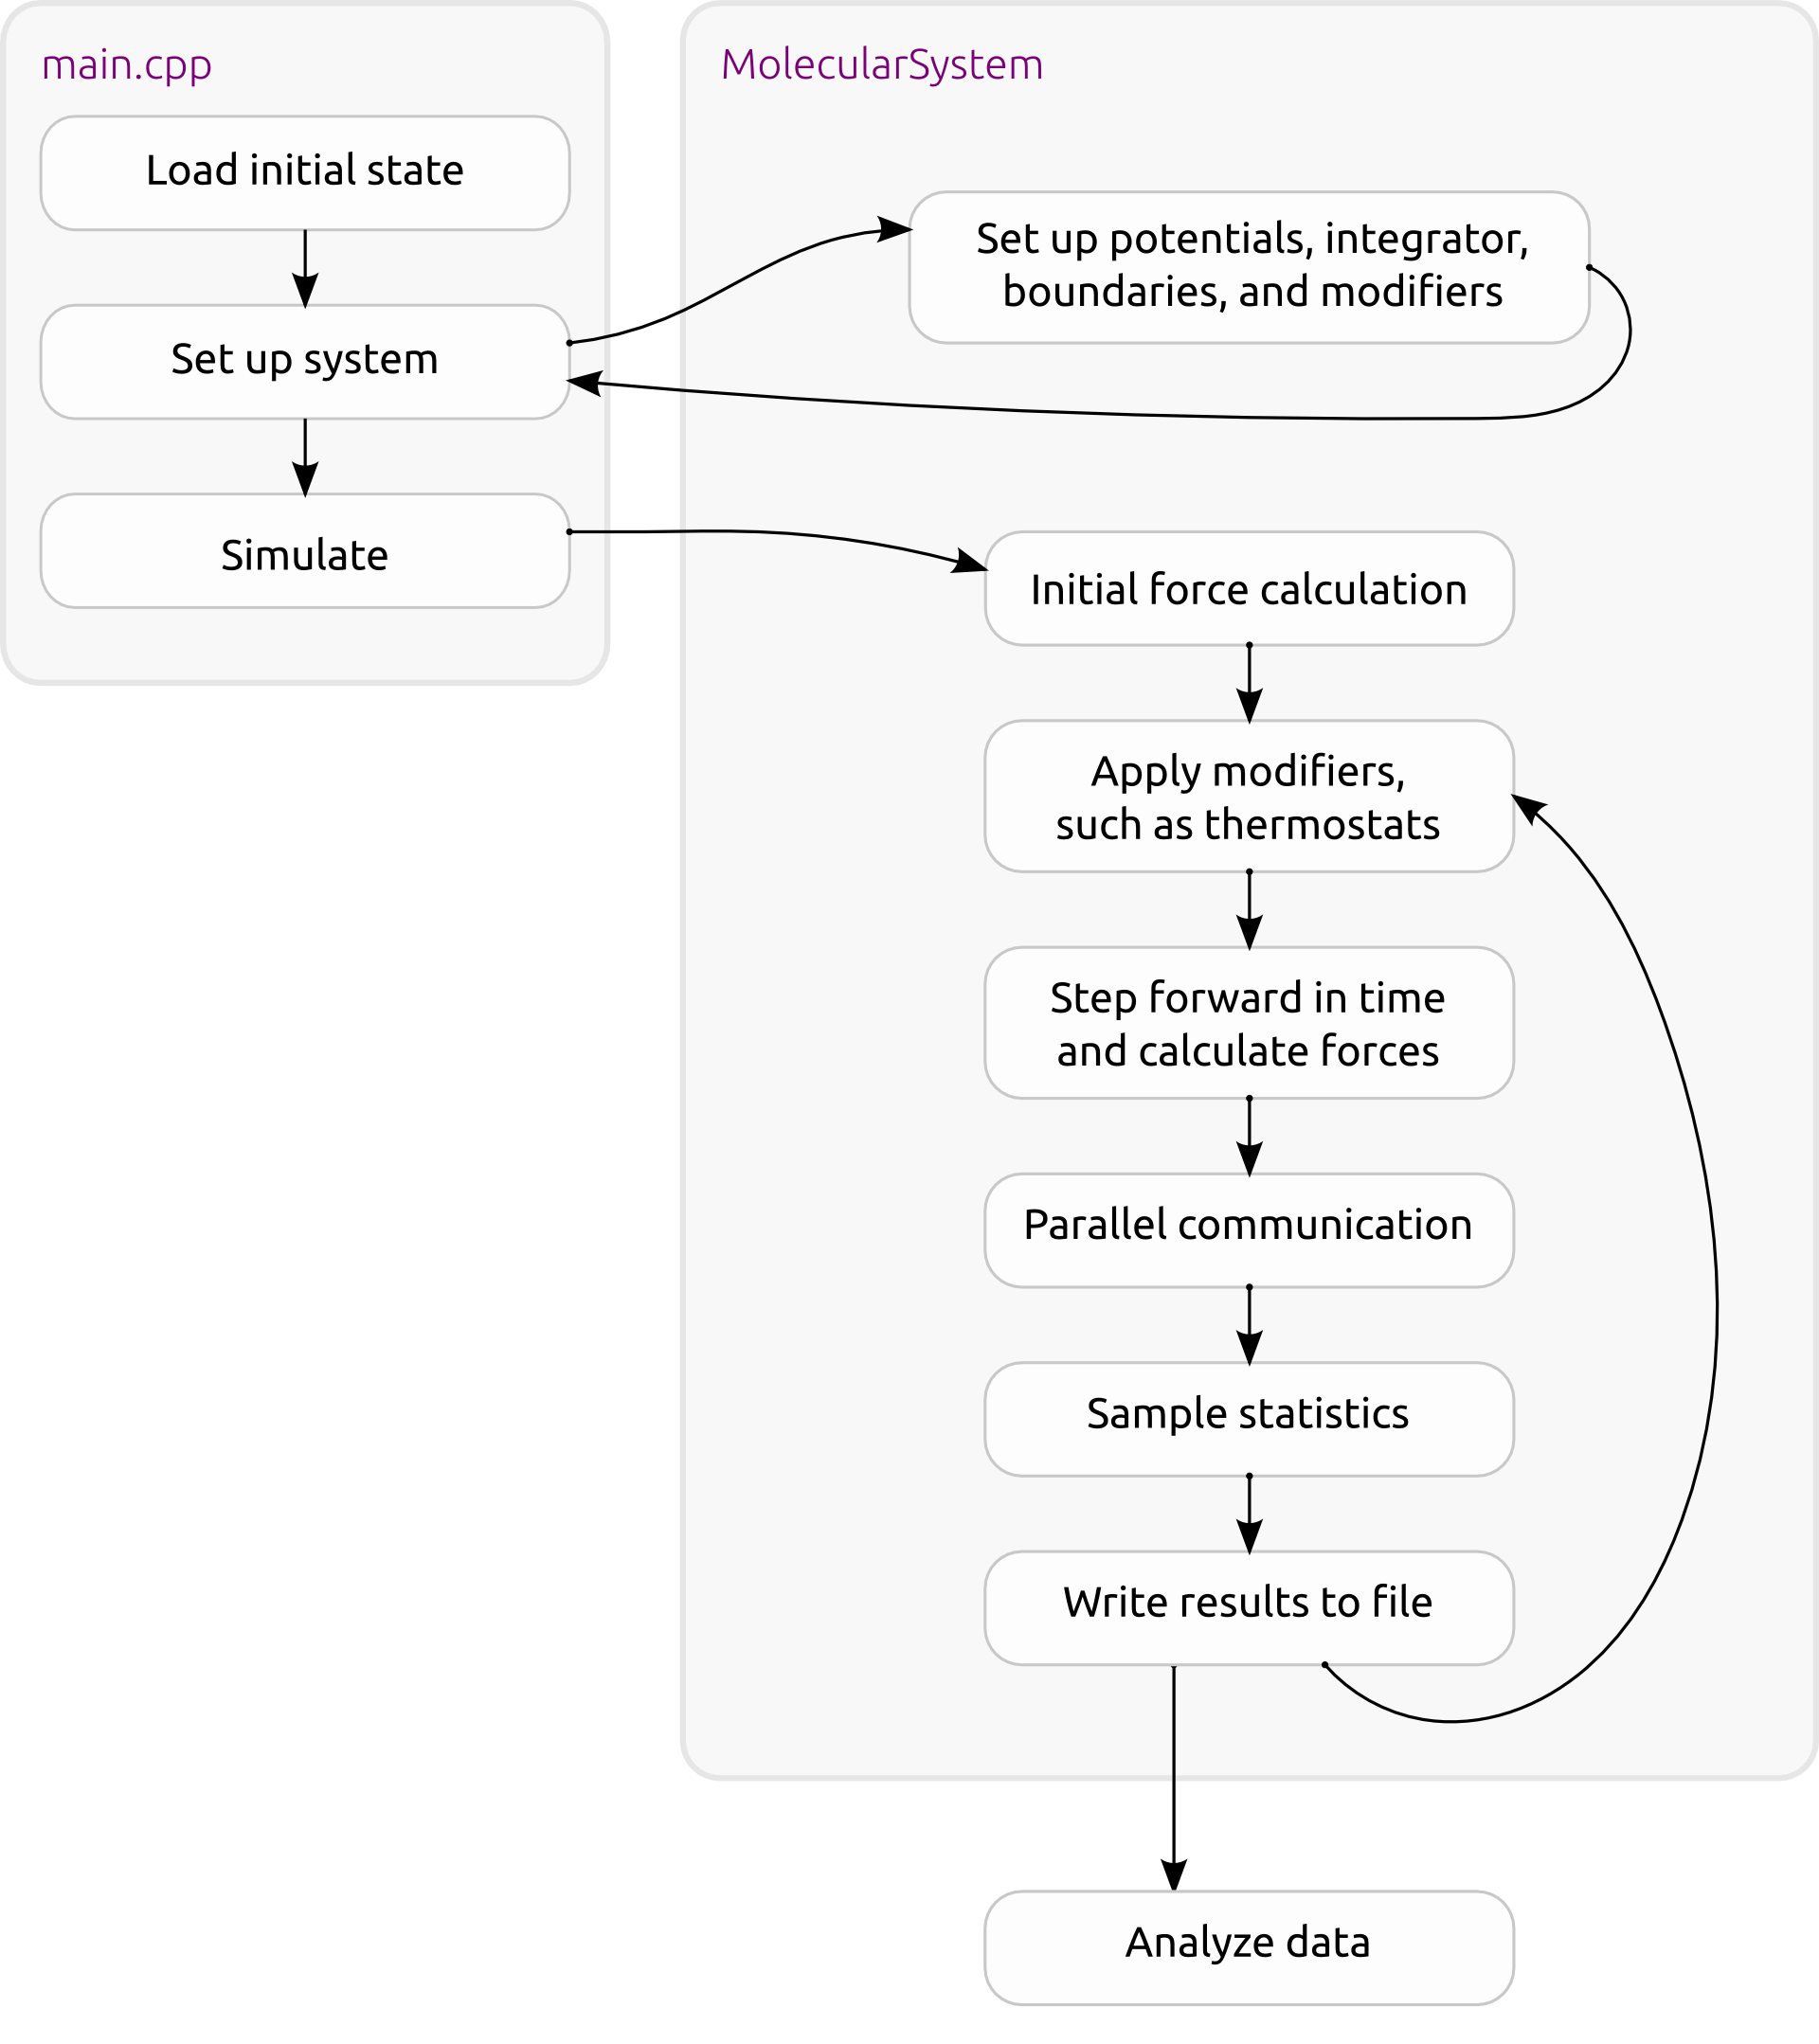 main.cpp
Load initial state
Set up system
Simulate
MolecularSystem
Set up potentials, integrator,
boundaries, and modifiers
Initial force calculation
Apply modifiers,
such as thermostats
Step forward in time
and calculate forces
Parallel communication
Sample statistics
Write results to file
Analyze data